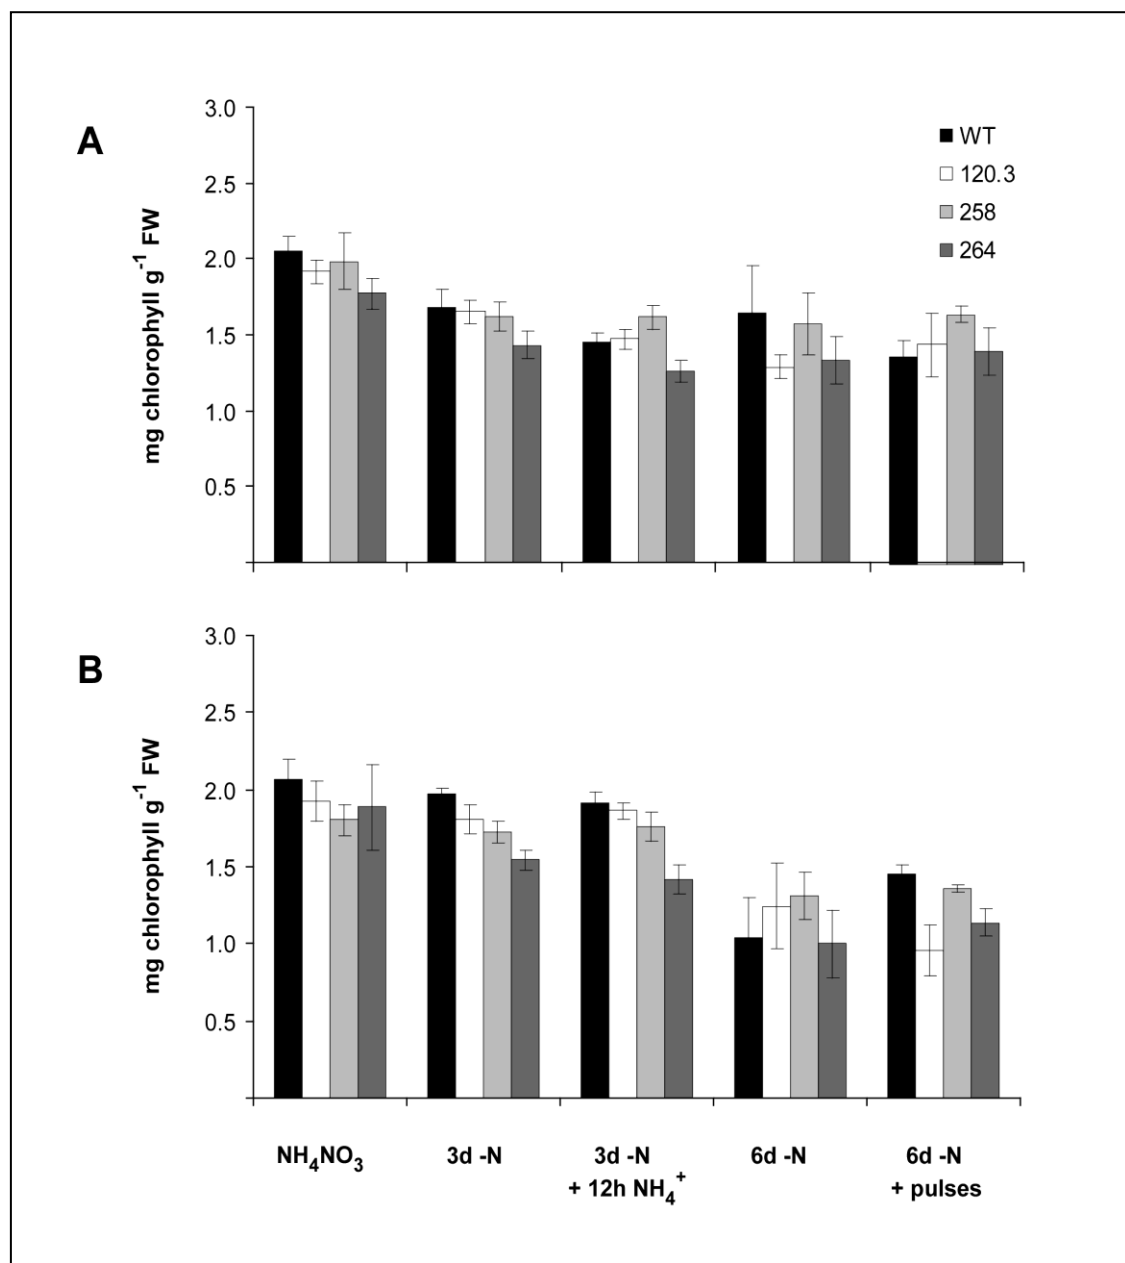 A
mg chlorophyll g⁻¹ FW
3.0
2.5
2.0
1.5
1.0
0.5
WT
120.3
258
264
B
mg chlorophyll g⁻¹ FW
3.0
2.5
2.0
1.5
1.0
0.5
NH₄NO₃
3d -N
3d -N
+ 12h NH₄⁺
6d -N
6d -N
+ pulses